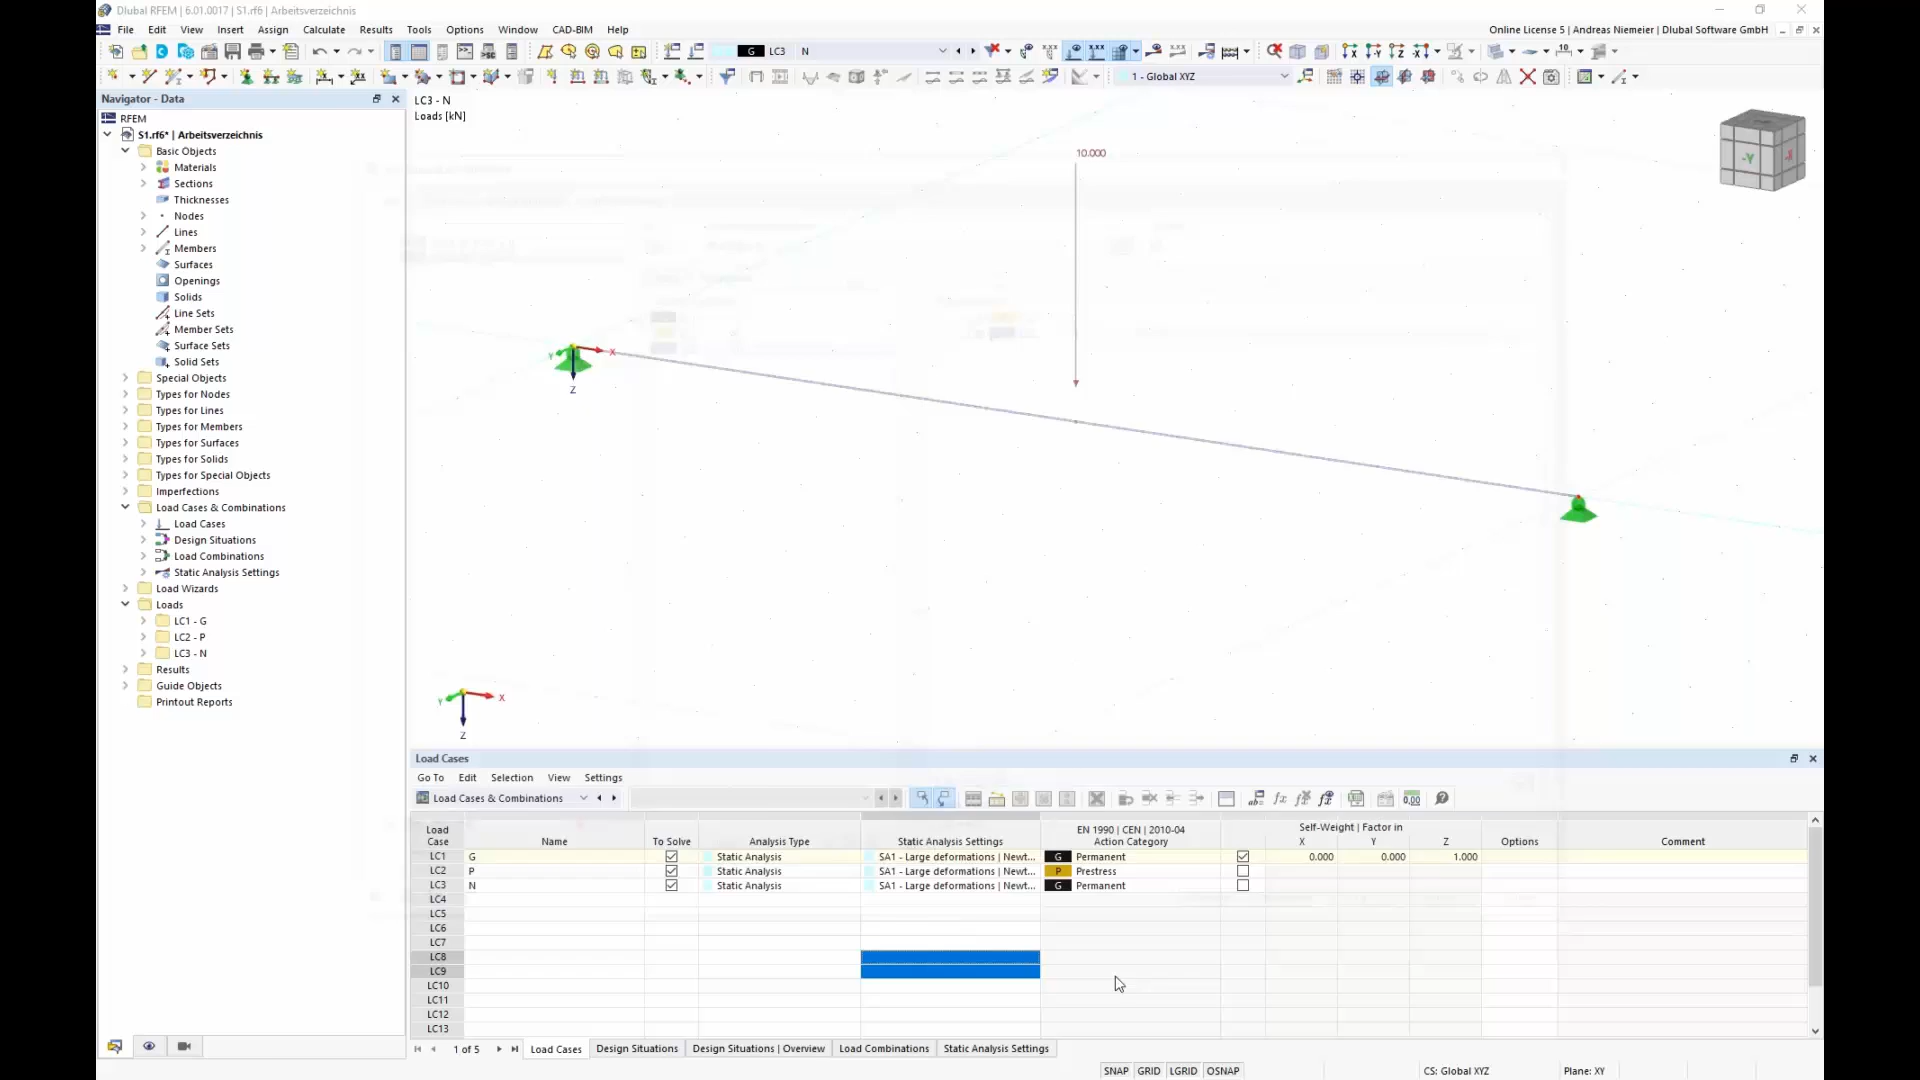 Dlubal RFEM | 6.01.0017 | S1.rf6 | Arbeitsverzeichnis
File Edit View Insert Assign Calculate Results Tools Options Window CAD-BIM Help
Online License 5 | Andreas Niemeier | Dlubal Software GmbH
G LC3 N
1 - Global XYZ
Navigator - Data
RFEM
S1.rf6* | Arbeitsverzeichnis
Basic Objects
Materials
Sections
Thicknesses
Nodes
Lines
Members
Surfaces
Openings
Solids
Line Sets
Member Sets
Surface Sets
Solid Sets
Special Objects
Types for Nodes
Types for Lines
Types for Members
Types for Surfaces
Types for Solids
Types for Special Objects
Imperfections
Load Cases & Combinations
Load Cases
Design Situations
Load Combinations
Static Analysis Settings
Load Wizards
Loads
LC1 - G
LC2 - P
LC3 - N
Results
Guide Objects
Printout Reports
LC3 - N
Loads [kN]
10.000
-Y
Y X
Z
Y X
Z
Load Cases
Go To Edit Selection View Settings
Load Cases & Combinations
Load Case Name To Solve Analysis Type Static Analysis Settings EN 1990 | CEN | 2010-04 Action Category Self-Weight | Factor in X Y Z Options Comment
LC1 G Static Analysis SA1 - Large deformations | Newt... G Permanent 0.000 0.000 1.000
LC2 P Static Analysis SA1 - Large deformations | Newt... P Prestress
LC3 N Static Analysis SA1 - Large deformations | Newt... G Permanent
LC4
LC5
LC6
LC7
LC8
LC9
LC10
LC11
LC12
LC13
1 of 5 Load Cases Design Situations Design Situations | Overview Load Combinations Static Analysis Settings
SNAP GRID LGRID OSNAP CS: Global XYZ Plane: XY